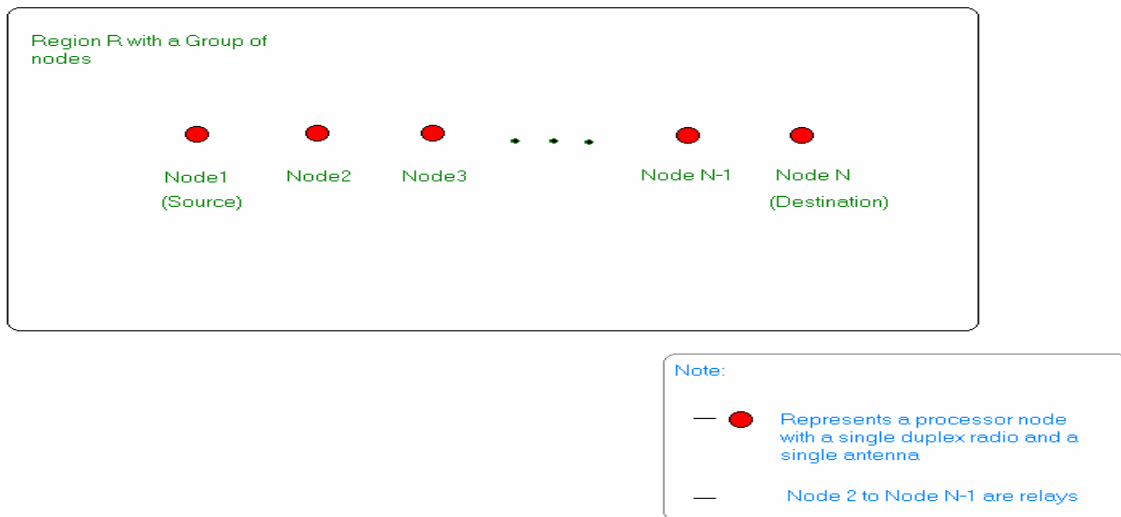 Region R with a Group of
nodes
Node1
Node2
Node3
Node N-1
Node N
(Source)
(Destination)
Note:
Represents a processor node
with a single duplex radio and a
single antenna
Node 2 to Node N-1 are relays